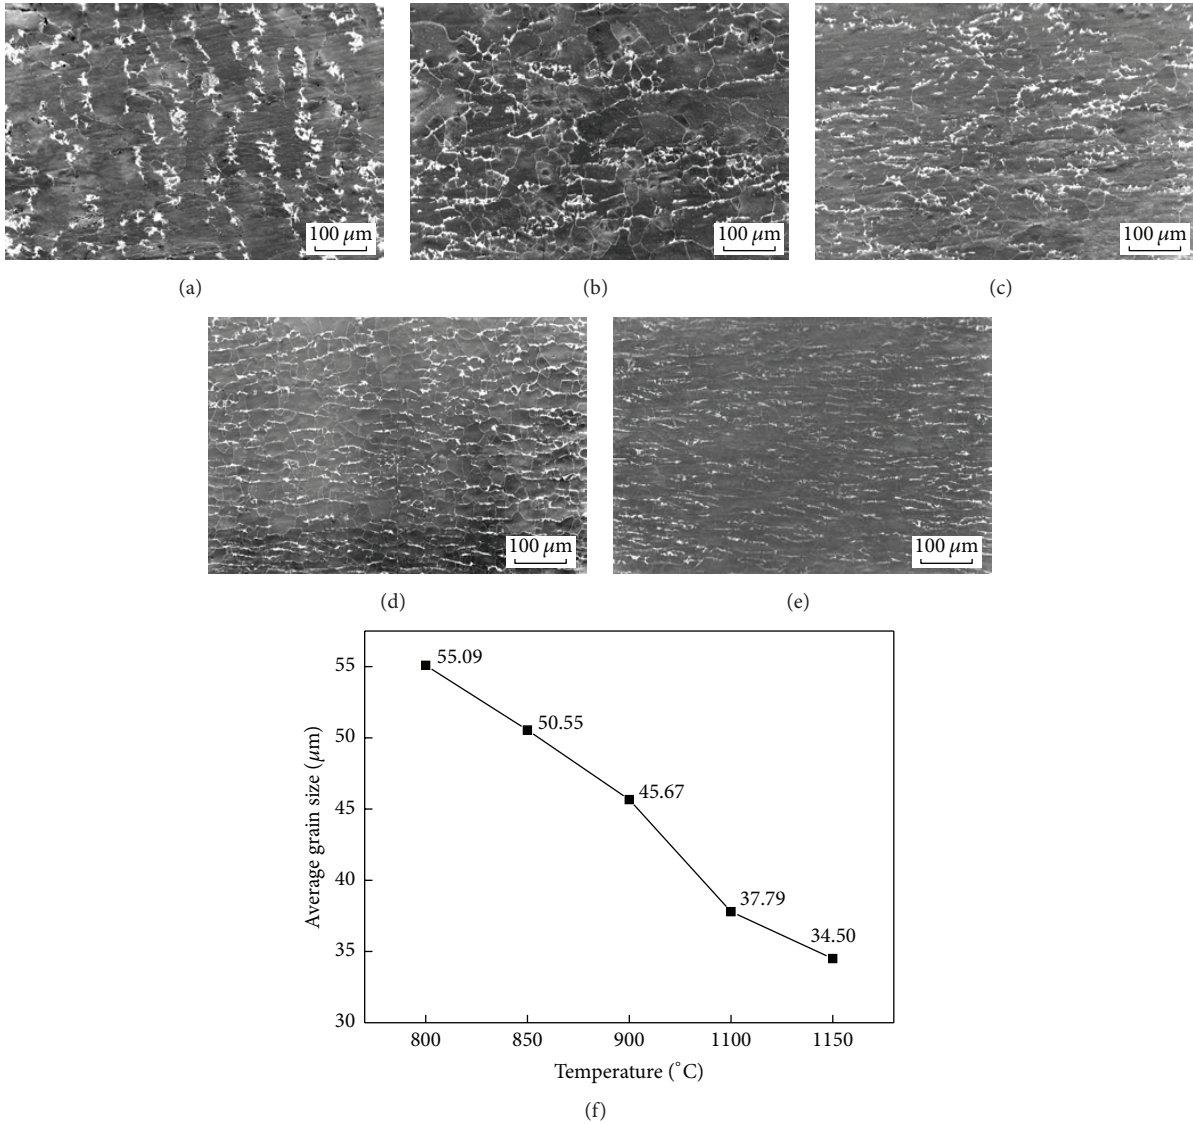 100 μm
100 μm
100 μm
(a)
(b)
(c)
100 μm
100 μm
(d)
(e)
55
50
45
40
35
30
Average grain size (μm)
55.09
50.55
45.67
37.79
34.50
800
850
900
1100
1150
Temperature (°C)
(f)